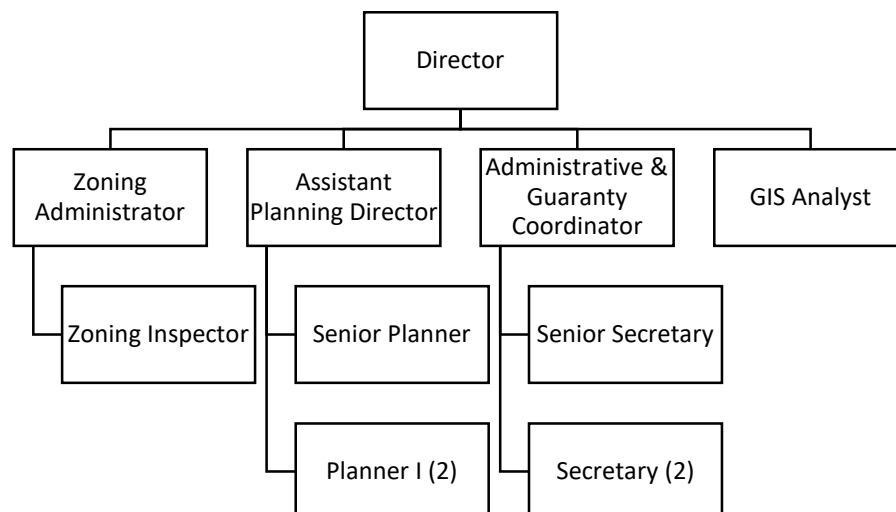 Director
Zoning
Administrator
Assistant
Planning Director
Administrative &
Guaranty
Coordinator
GIS Analyst
Zoning Inspector
Senior Planner
Senior Secretary
Planner I (2)
Secretary (2)